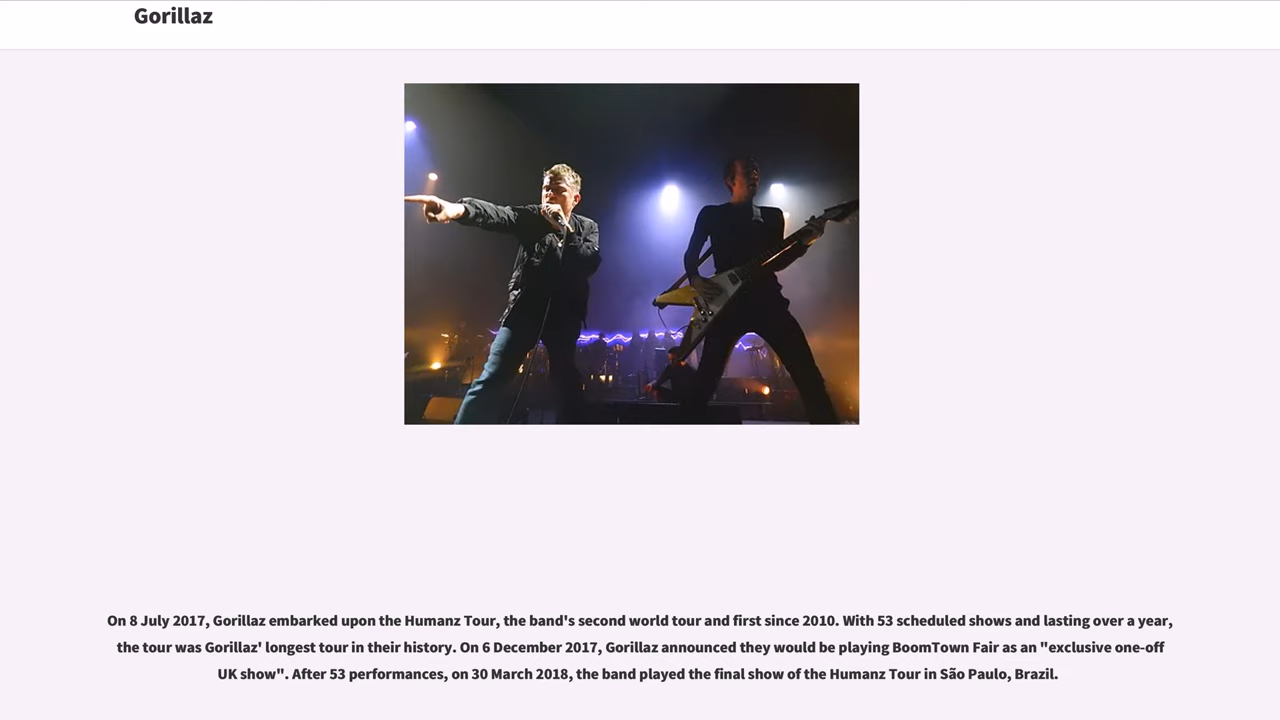 Gorillaz
On 8 July 2017, Gorillaz embarked upon the Humanz Tour, the band's second world tour and first since 2010. With 53 scheduled shows and lasting over a year,
the tour was Gorillaz' longest tour in their history. On 6 December 2017, Gorillaz announced they would be playing BoomTown Fair as an "exclusive one-off
UK show". After 53 performances, on 30 March 2018, the band played the final show of the Humanz Tour in São Paulo, Brazil.